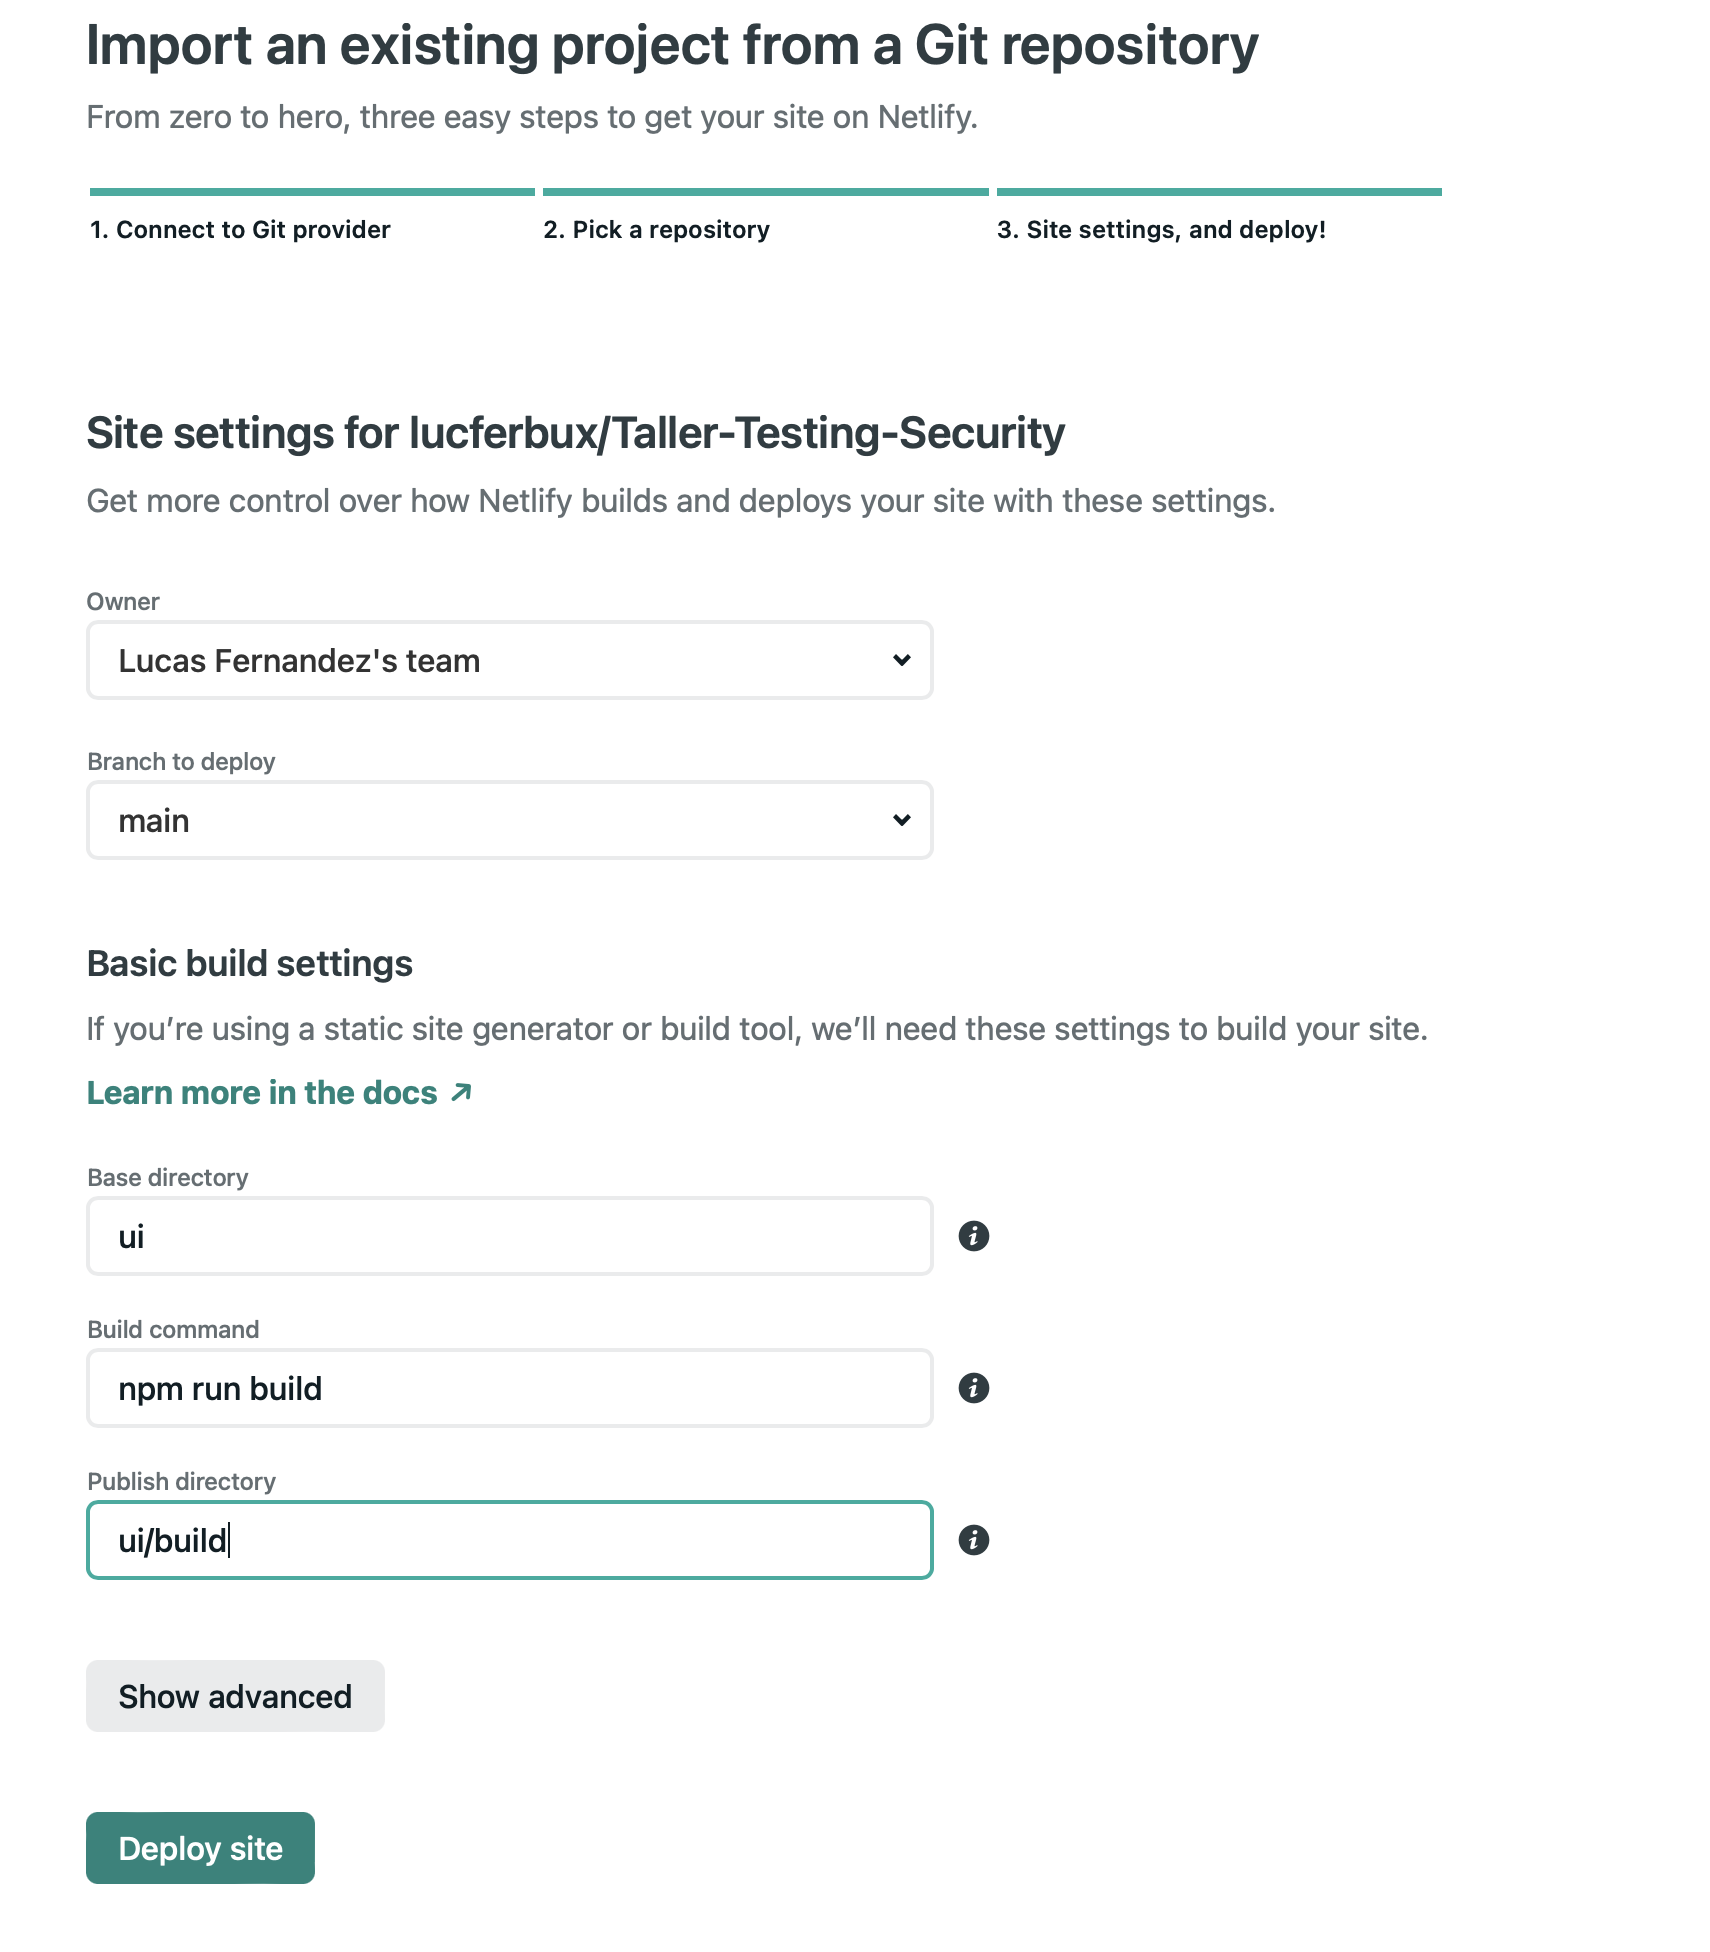 Import an existing project from a Git repository
From zero to hero, three easy steps to get your site on Netlify.
1. Connect to Git provider
2. Pick a repository
3. Site settings, and deploy!
Site settings for lucferbux/Taller-Testing-Security
Get more control over how Netlify builds and deploys your site with these settings.
Owner
Lucas Fernandez's team
Branch to deploy
main
Basic build settings
If you’re using a static site generator or build tool, we’ll need these settings to build your site.
Learn more in the docs ↗
Base directory
ui
Build command
npm run build
Publish directory
ui/build
Show advanced
Deploy site